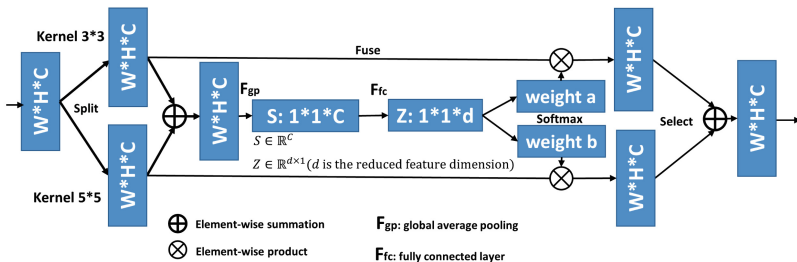 Kernel 3*3
W*H*C
W*H*C
Split
Kernel 5*5
W*H*C
Fuse
W*H*C
Fgp
S: 1*1*C
Ffc
Z: 1*1*d
weight a
Softmax
weight b
S ∈ ℝ^C
Z ∈ ℝ^{d×1}(d is the reduced feature dimension)
W*H*C
Select
W*H*C
W*H*C
Element-wise summation
Fgp: global average pooling
Element-wise product
Ffc: fully connected layer